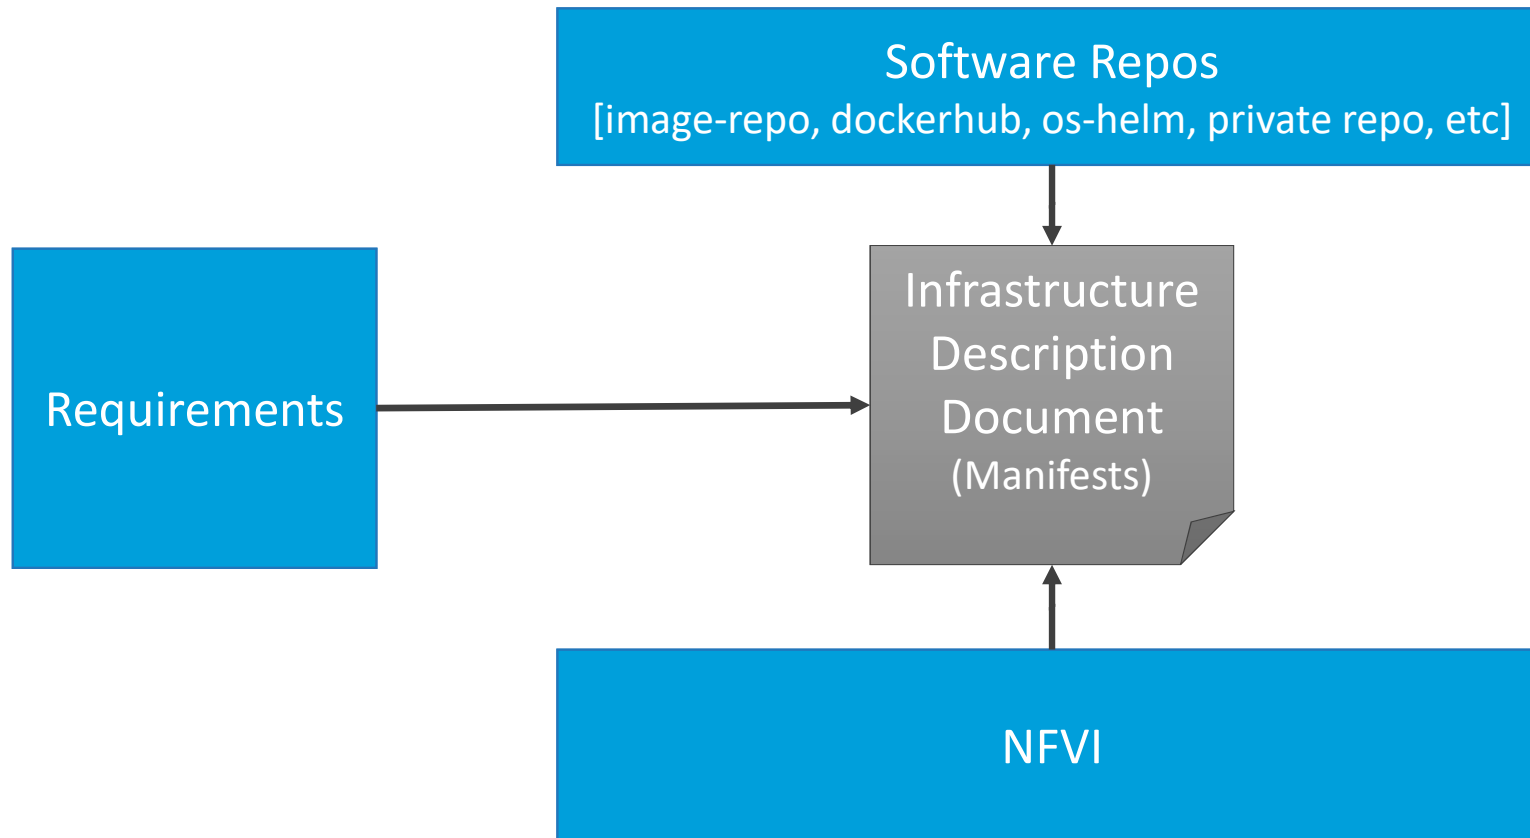 Software Repos
[image-repo, dockerhub, os-helm, private repo, etc]
Requirements
Infrastructure
Description
Document
(Manifests)
NFVI